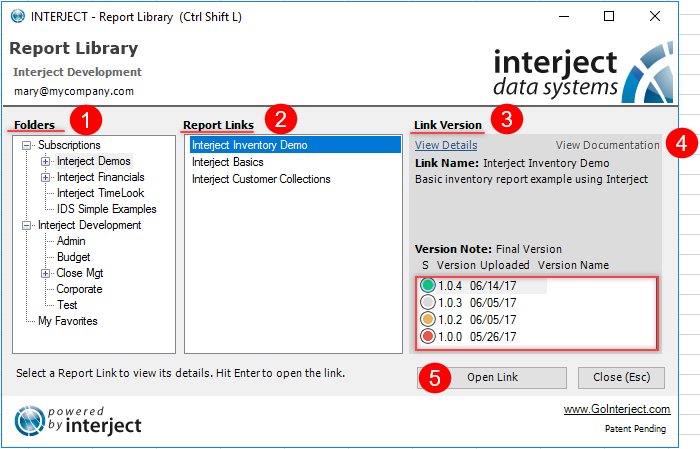 INTERJECT - Report Library (Ctrl Shift L)
Report Library
Interject Development
mary@mycompany.com
interject
data systems
Folders 1
Report Links 2
Link Version 3
Subscriptions
Interject Demos
Interject Financials
Interject TimeLook
IDS Simple Examples
Interject Development
Admin
Budget
Close Mgt
Corporate
Test
My Favorites
Interject Inventory Demo
Interject Basics
Interject Customer Collections
View Details View Documentation 4
Link Name: Interject Inventory Demo
Basic inventory report example using Interject
Version Note: Final Version
S Version Uploaded Version Name
1.0.4 06/14/17
1.0.3 06/05/17
1.0.2 06/05/17
1.0.0 05/26/17
Select a Report Link to view its details. Hit Enter to open the link.
5 Open Link
Close (Esc)
powered
by interject
www.GoInterject.com
Patent Pending